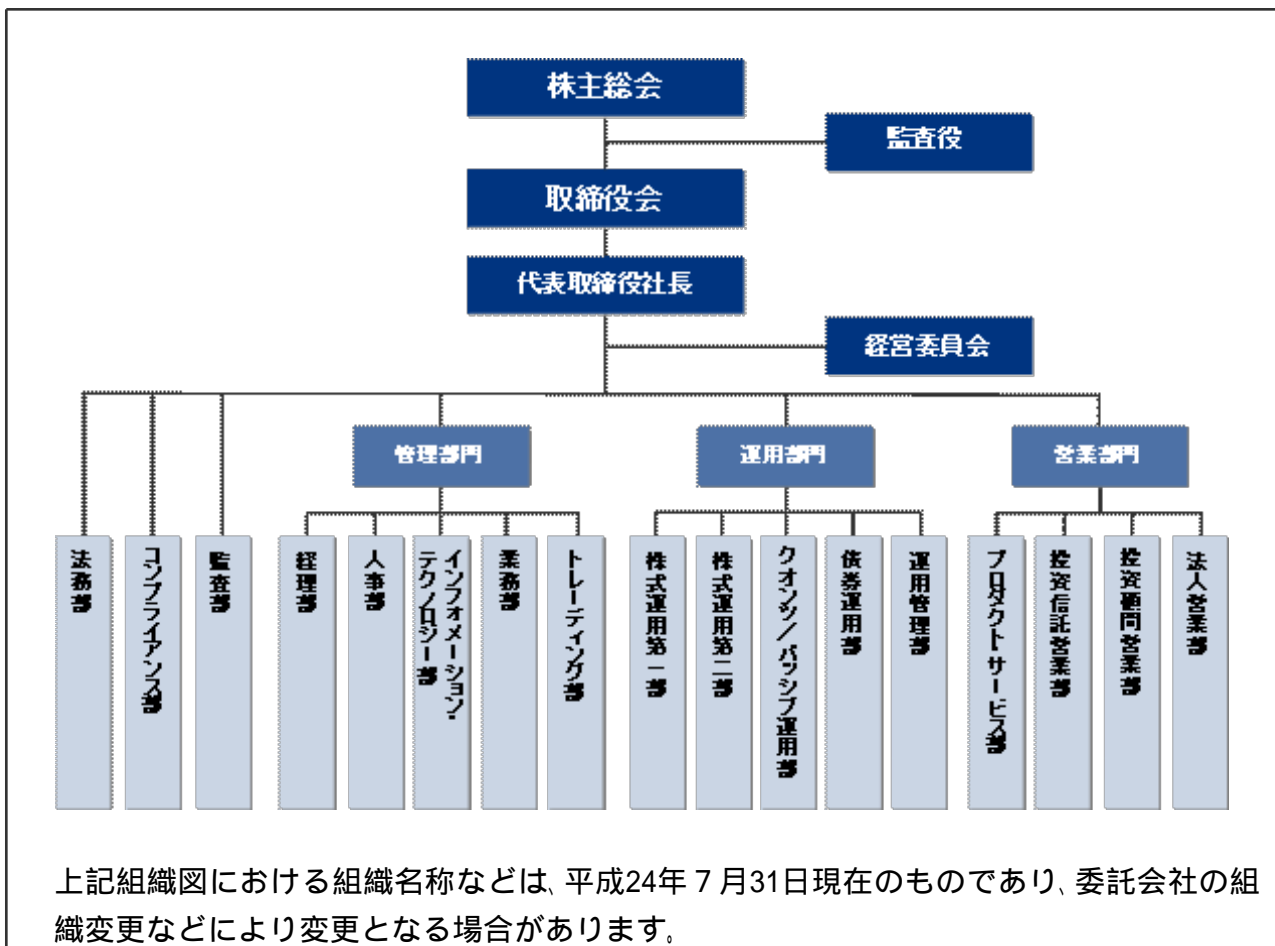 株主総会
監査役
取締役会
代表取締役社長
経営委員会
管理部門
運用部門
営業部門
法務部
コンプライアンス部
監査部
経理部
人事部
インフォメーション・
テクノロジー部
業務部
トレーディング部
株式運用第一部
株式運用第二部
クオンツ／パッシブ運用部
債券運用部
運用管理部
プロダクトサービス部
投資信託営業部
投資顧問営業部
法人営業部
上記組織図における組織名称などは、平成24年７月31日現在のものであり、委託会社の組
織変更などにより変更となる場合があります。